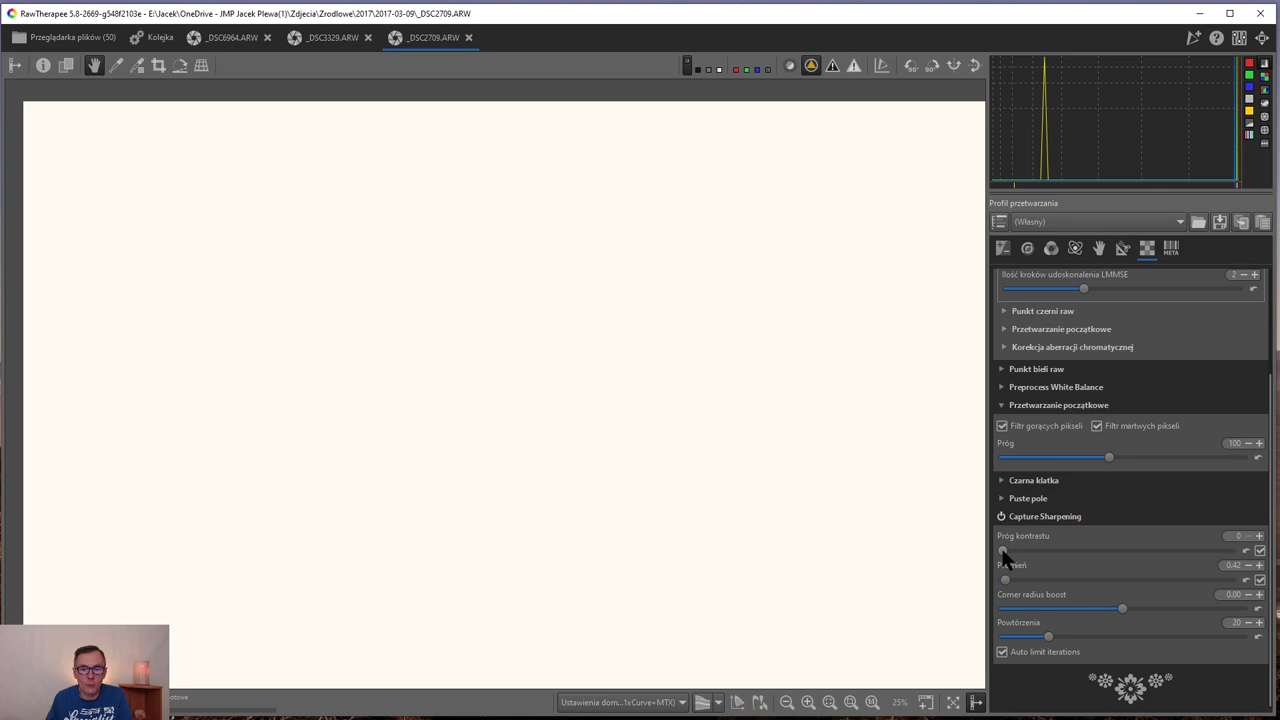 RawTherapee 5.8-2669-g548f2103e - E:\Jacek\OneDrive - JMP Jacek Plewa(1)\Zdjecia\Zrodlowe\2017\2017-03-09\_DSC2709.ARW
Przeglądarka plików (50) Kolejka _DSC6964.ARW _DSC3329.ARW _DSC2709.ARW
Profil przetwarzania
(Własny)
META
Ilość kroków udoskonalenia LMMSE 2
Punkt czerni raw
Przetwarzanie początkowe
Korekcja aberracji chromatycznej
Punkt bieli raw
Preprocess White Balance
Przetwarzanie początkowe
Filtr gorących pikseli Filtr martwych pikseli
Próg 100
Czarna klatka
Puste pole
Capture Sharpening
Próg kontrastu 0
0.42
Corner radius boost 0.00
Powtórzenia 20
Auto limit iterations
Ustawienia dom...1xCurve+MTX) 25%